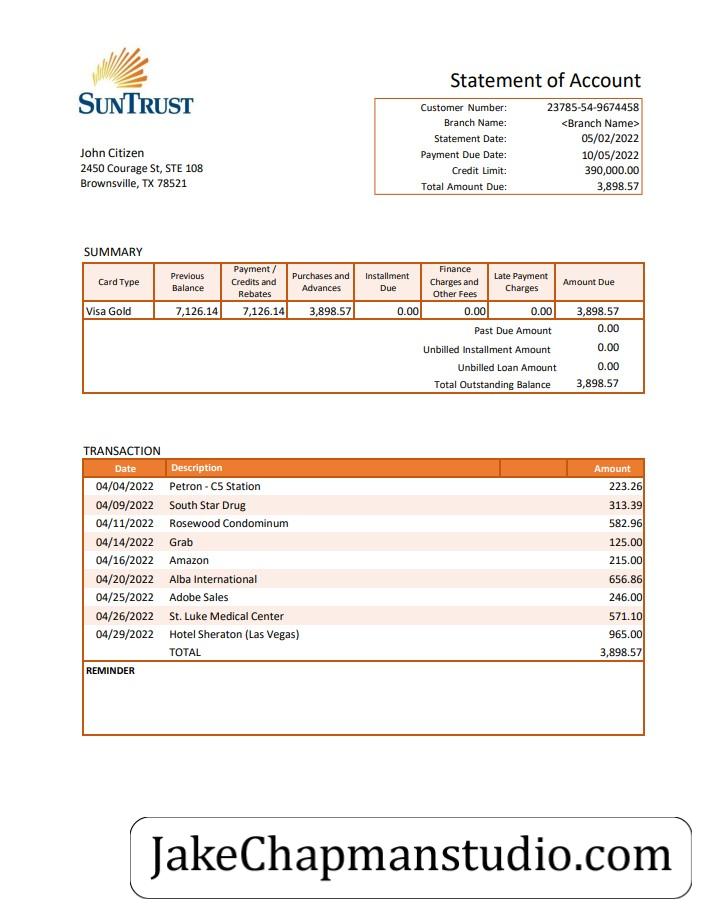 SUNTRUST
Statement of Account
Customer Number: 23785-54-9674458
Branch Name: <Branch Name>
Statement Date: 05/02/2022
Payment Due Date: 10/05/2022
Credit Limit: 390,000.00
Total Amount Due: 3,898.57
John Citizen
2450 Courage St, STE 108
Brownsville, TX 78521
SUMMARY
Card Type Previous Balance Payment / Credits and Rebates Purchases and Advances Installment Due Finance Charges and Other Fees Late Payment Charges Amount Due
Visa Gold 7,126.14 7,126.14 3,898.57 0.00 0.00 0.00 3,898.57
Past Due Amount 0.00
Unbilled Installment Amount 0.00
Unbilled Loan Amount 0.00
Total Outstanding Balance 3,898.57
TRANSACTION
Date Description Amount
04/04/2022 Petron - C5 Station 223.26
04/09/2022 South Star Drug 313.39
04/11/2022 Rosewood Condominum 582.96
04/14/2022 Grab 125.00
04/16/2022 Amazon 215.00
04/20/2022 Alba International 656.86
04/25/2022 Adobe Sales 246.00
04/26/2022 St. Luke Medical Center 571.10
04/29/2022 Hotel Sheraton (Las Vegas) 965.00
TOTAL 3,898.57
REMINDER
JakeChapmanstudio.com